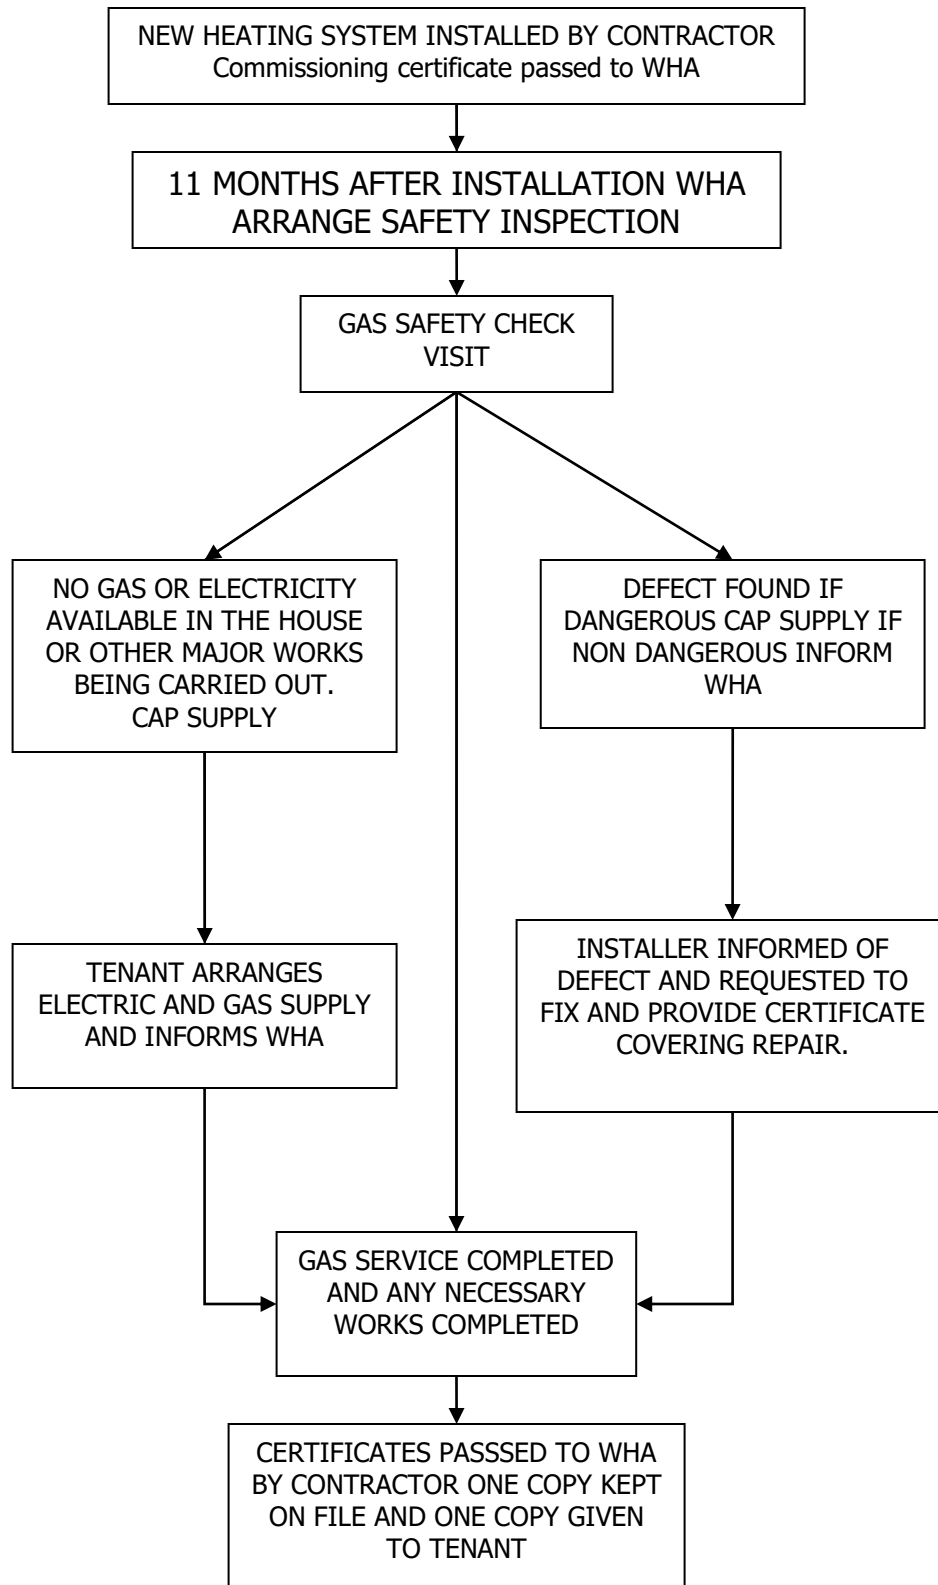 NEW HEATING SYSTEM INSTALLED BY CONTRACTOR
Commissioning certificate passed to WHA
11 MONTHS AFTER INSTALLATION WHA
ARRANGE SAFETY INSPECTION
GAS SAFETY CHECK
VISIT
NO GAS OR ELECTRICITY
AVAILABLE IN THE HOUSE
OR OTHER MAJOR WORKS
BEING CARRIED OUT.
CAP SUPPLY
DEFECT FOUND IF
DANGEROUS CAP SUPPLY IF
NON DANGEROUS INFORM
WHA
TENANT ARRANGES
ELECTRIC AND GAS SUPPLY
AND INFORMS WHA
INSTALLER INFORMED OF
DEFECT AND REQUESTED TO
FIX AND PROVIDE CERTIFICATE
COVERING REPAIR.
GAS SERVICE COMPLETED
AND ANY NECESSARY
WORKS COMPLETED
CERTIFICATES PASSSED TO WHA
BY CONTRACTOR ONE COPY KEPT
ON FILE AND ONE COPY GIVEN
TO TENANT